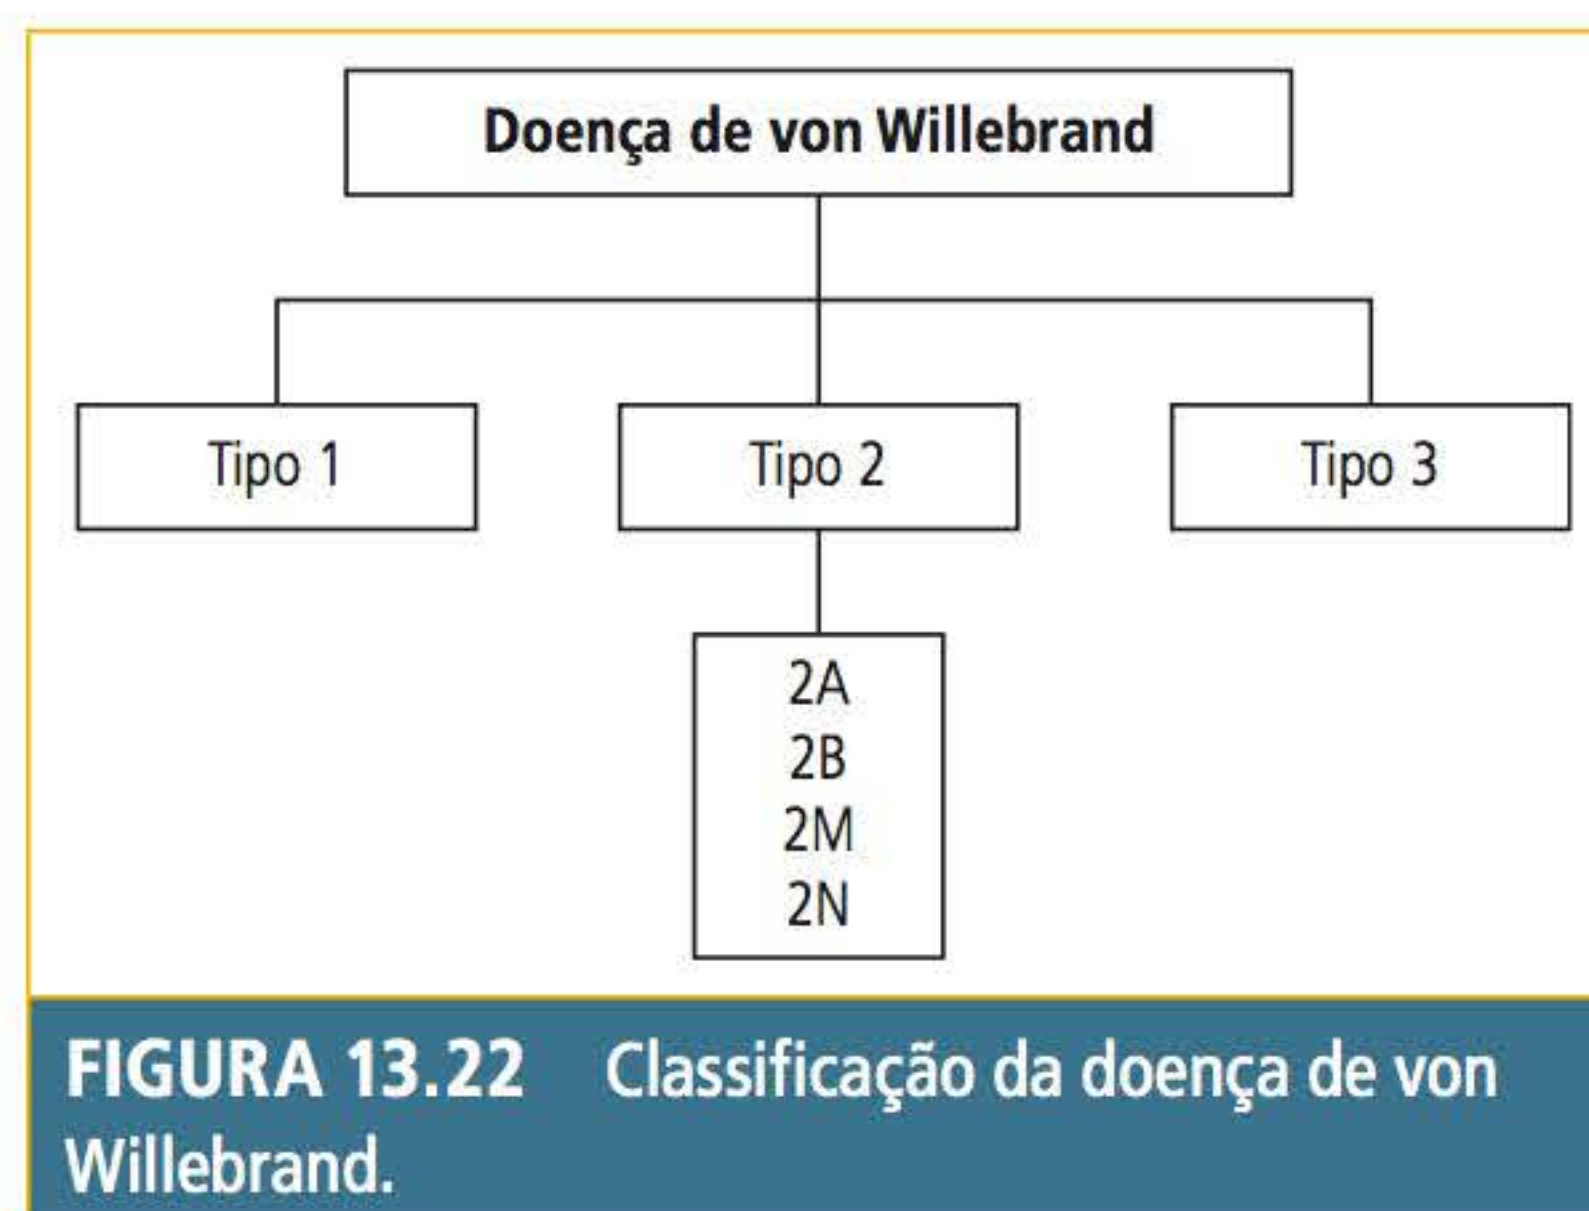 Doença de von Willebrand
Tipo 1
Tipo 2
Tipo 3
2A
2B
2M
2N
FIGURA 13.22 Classificação da doença de von
Willebrand.